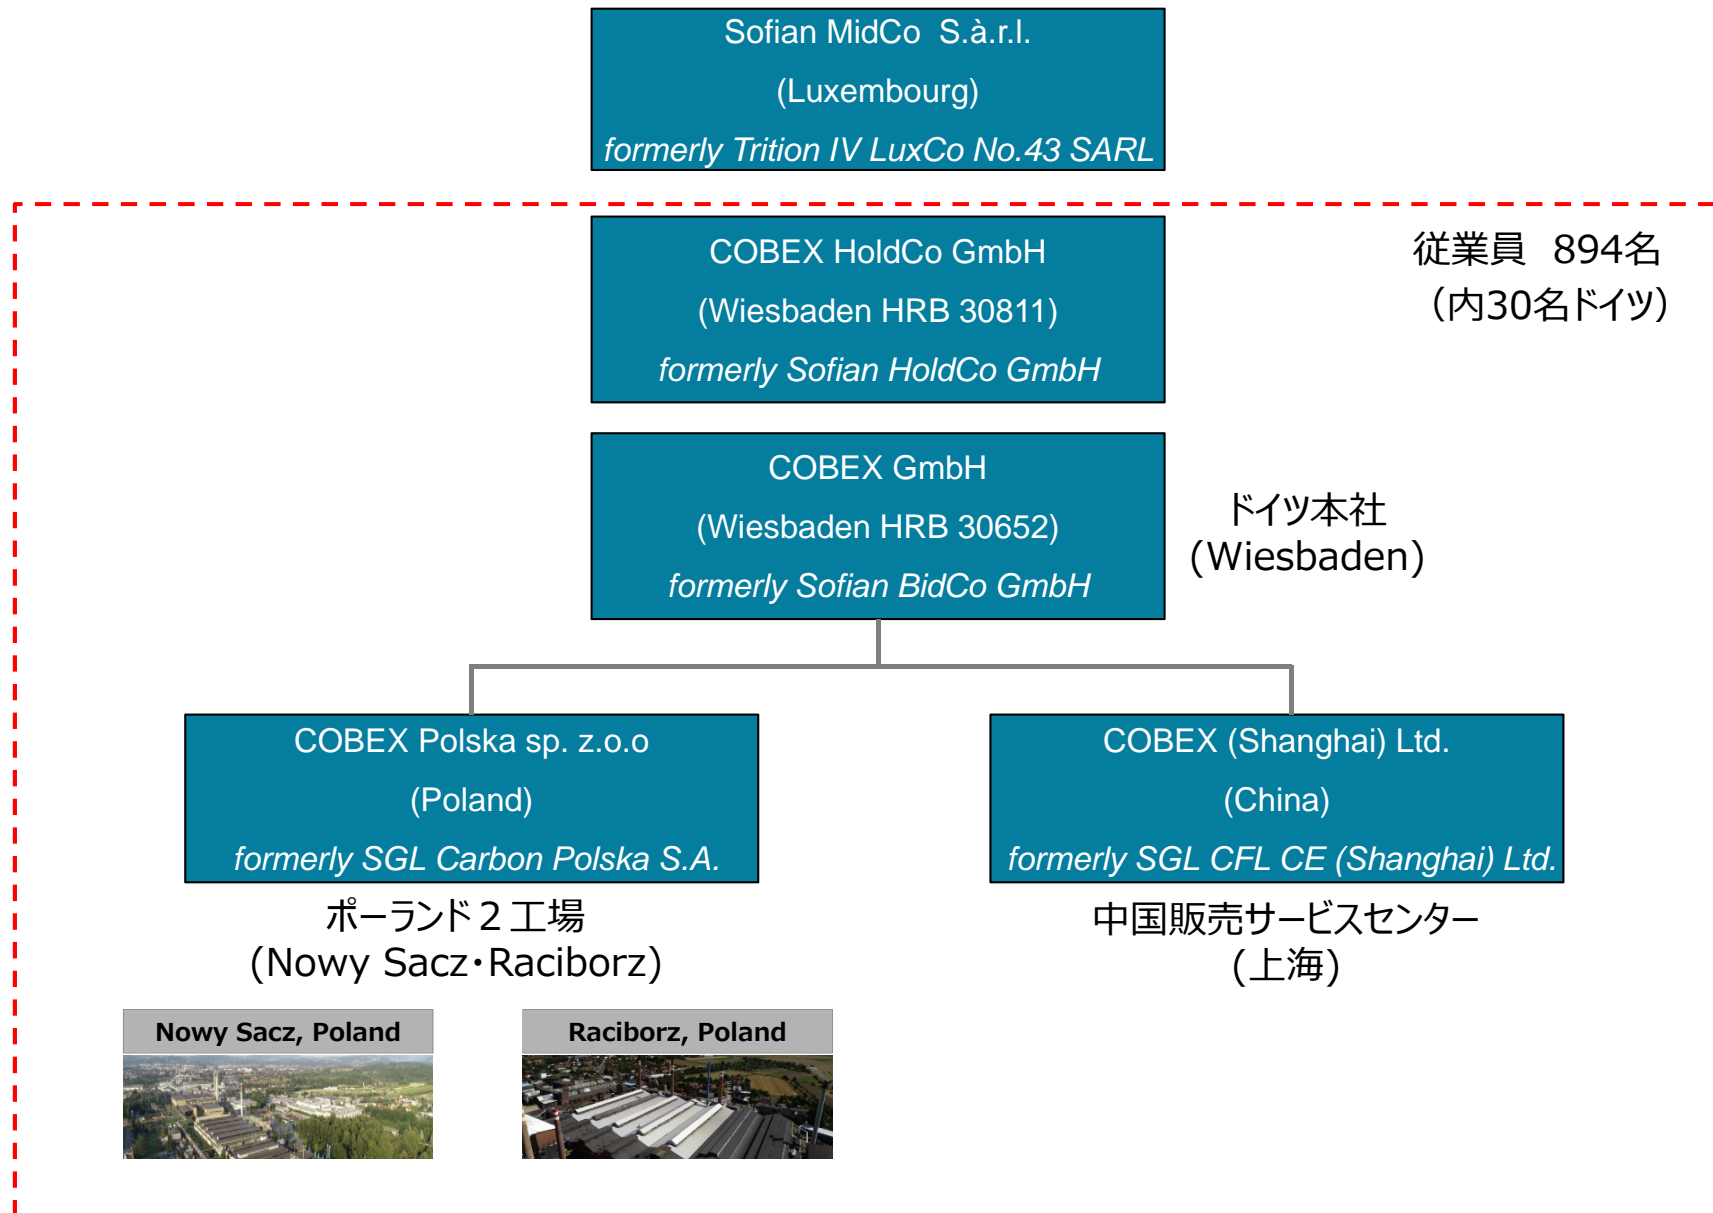 Sofian MidCo S.à.r.l.
(Luxembourg)
formerly Trition IV LuxCo No.43 SARL
COBEX HoldCo GmbH
(Wiesbaden HRB 30811)
formerly Sofian HoldCo GmbH
従業員 894名
（内30名ドイツ）
COBEX GmbH
(Wiesbaden HRB 30652)
formerly Sofian BidCo GmbH
ドイツ本社
(Wiesbaden)
COBEX Polska sp. z.o.o
(Poland)
formerly SGL Carbon Polska S.A.
COBEX (Shanghai) Ltd.
(China)
formerly SGL CFL CE (Shanghai) Ltd.
ポーランド２工場
(Nowy Sacz・Raciborz)
中国販売サービスセンター
(上海)
Nowy Sacz, Poland
Raciborz, Poland